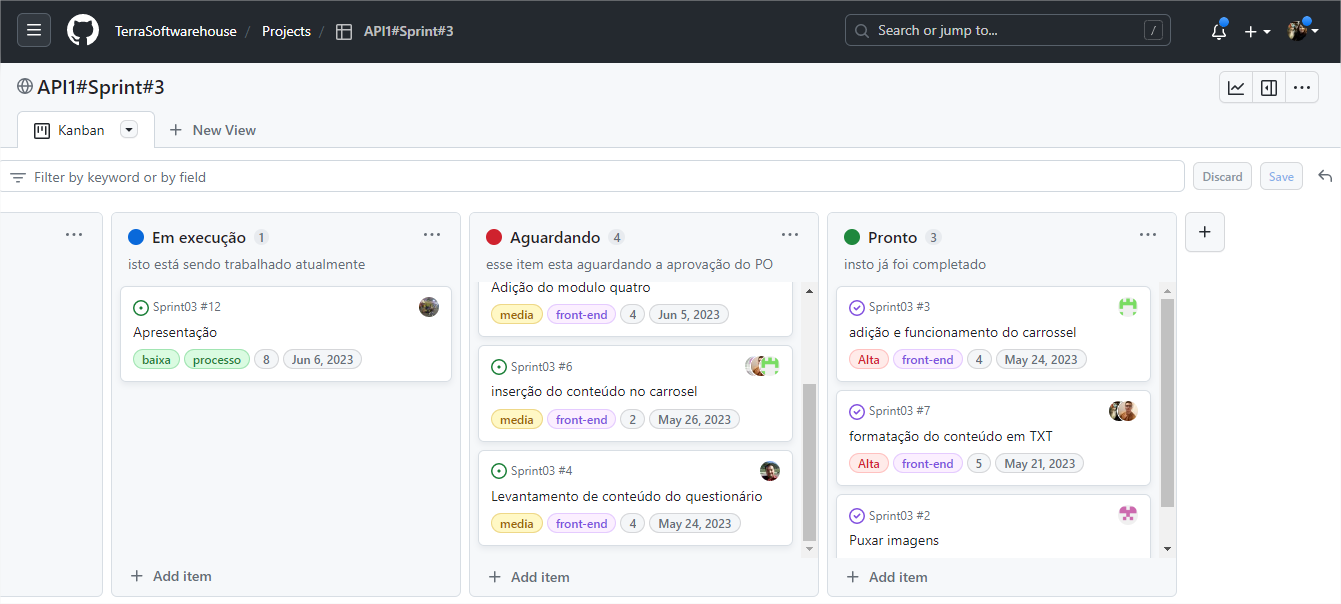 TerraSoftwarehouse / Projects / API1#Sprint#3
Search or jump to... /
API1#Sprint#3
Kanban
New View
Filter by keyword or by field
Discard
Save
Em execução 1
isto está sendo trabalhado atualmente
Sprint03 #12
Apresentação
baixa processo 8 Jun 6, 2023
Add item
Aguardando 4
esse item esta aguardando a aprovação do PO
Adição do modulo quatro
media front-end 4 Jun 5, 2023
Sprint03 #6
inserção do conteúdo no carrosel
media front-end 2 May 26, 2023
Sprint03 #4
Levantamento de conteúdo do questionário
media front-end 4 May 24, 2023
Add item
Pronto 3
insto já foi completado
Sprint03 #3
adição e funcionamento do carrossel
Alta front-end 4 May 24, 2023
Sprint03 #7
formatação do conteúdo em TXT
Alta front-end 5 May 21, 2023
Sprint03 #2
Puxar imagens
Add item